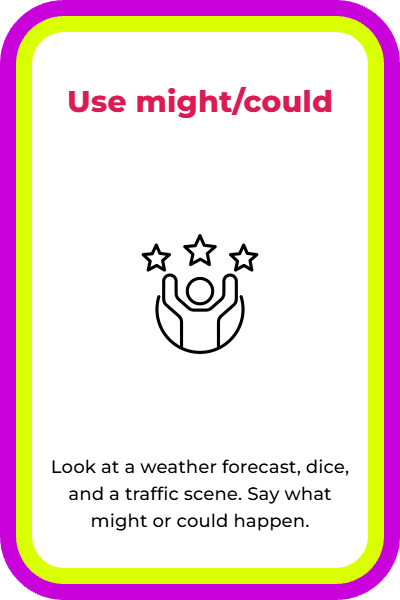 Use might/could
Look at a weather forecast, dice,
and a traffic scene. Say what
might or could happen.